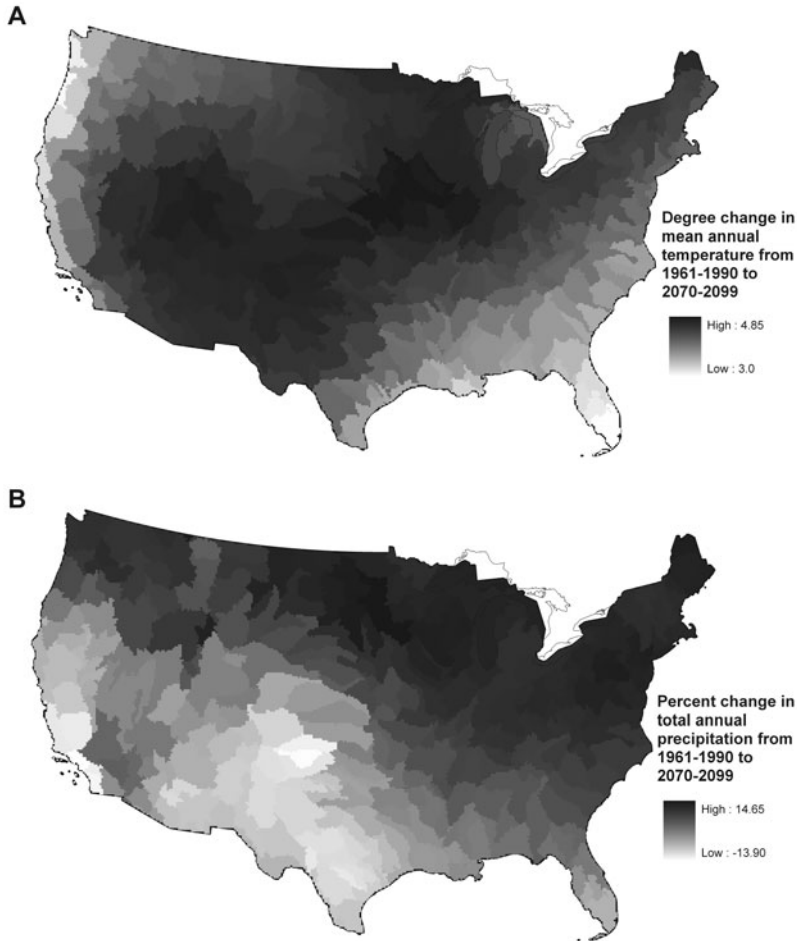 A
Degree change in
mean annual
temperature from
1961-1990 to
2070-2099
High : 4.85
Low : 3.0
B
Percent change in
total annual
precipitation from
1961-1990 to
2070-2099
High : 14.65
Low : -13.90